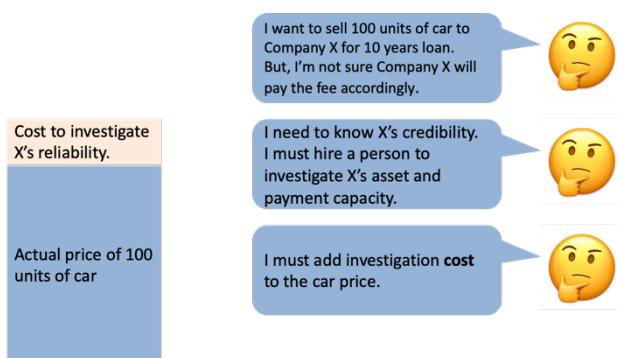 I want to sell 100 units of car to
Company X for 10 years loan.
But, I'm not sure Company X will
pay the fee accordingly.
Cost to investigate
X's reliability.
I need to know X's credibility.
I must hire a person to
investigate X's asset and
payment capacity.
Actual price of 100
units of car
I must add investigation cost
to the car price.